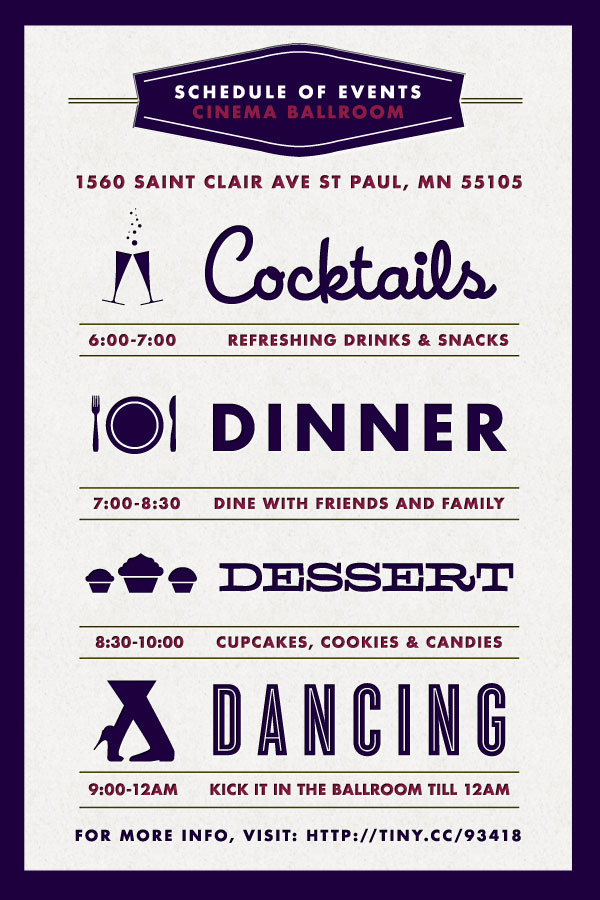 SCHEDULE OF EVENTS
CINEMA BALLROOM
1560 SAINT CLAIR AVE ST PAUL, MN 55105
Cocktails
6:00-7:00 REFRESHING DRINKS & SNACKS
DINNER
7:00-8:30 DINE WITH FRIENDS AND FAMILY
DESSERT
8:30-10:00 CUPCAKES, COOKIES & CANDIES
DANCING
9:00-12AM KICK IT IN THE BALLROOM TILL 12AM
FOR MORE INFO, VISIT: HTTP://TINY.CC/93418